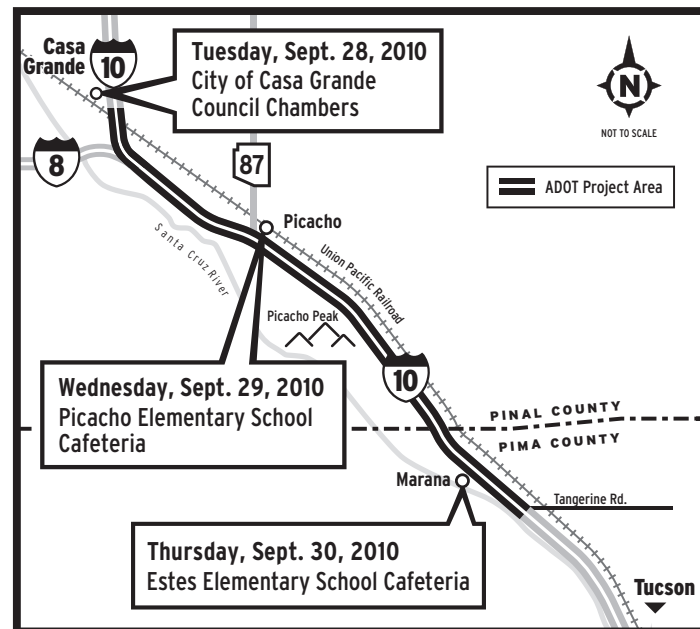 Casa
Grande
10
Tuesday, Sept. 28, 2010
City of Casa Grande
Council Chambers
N
NOT TO SCALE
8
87
ADOT Project Area
Picacho
Santa Cruz River
Union Pacific Railroad
Picacho Peak
10
Wednesday, Sept. 29, 2010
Picacho Elementary School
Cafeteria
PINAL COUNTY
PIMA COUNTY
Marana
Tangerine Rd.
Thursday, Sept. 30, 2010
Estes Elementary School Cafeteria
Tucson